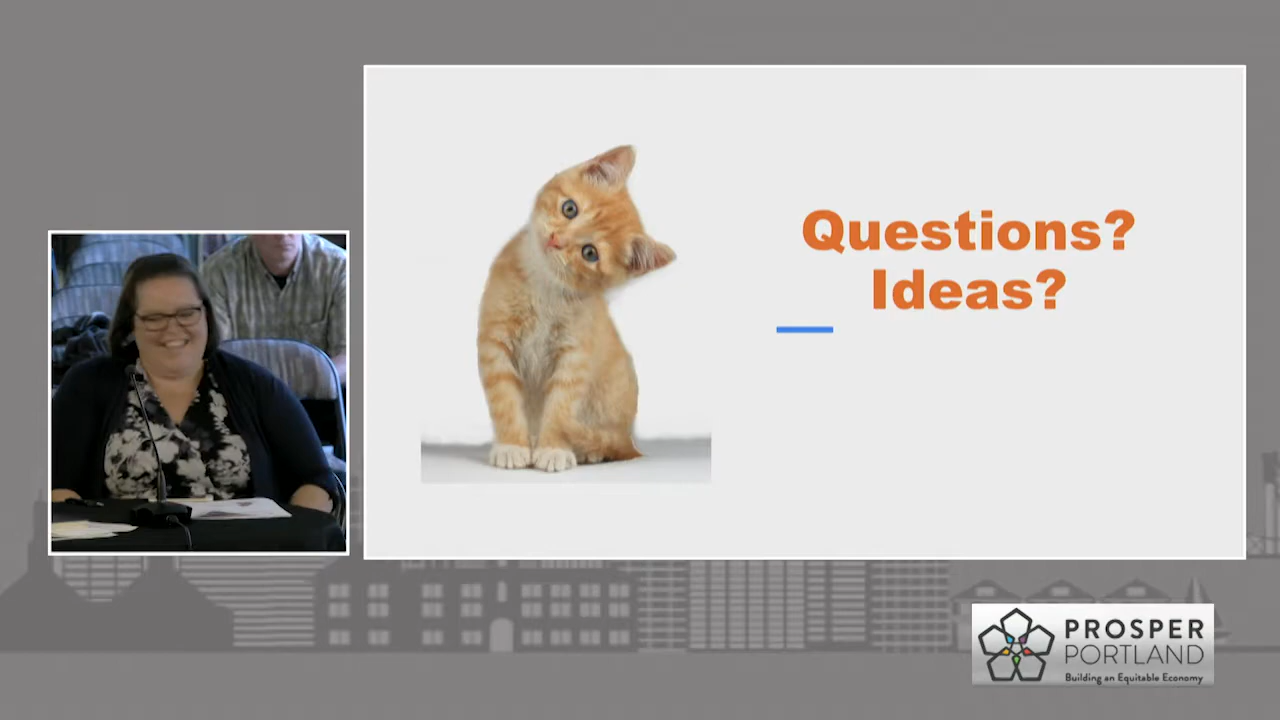 Questions?
Ideas?
PROSPER
PORTLAND
Building an Equitable Economy